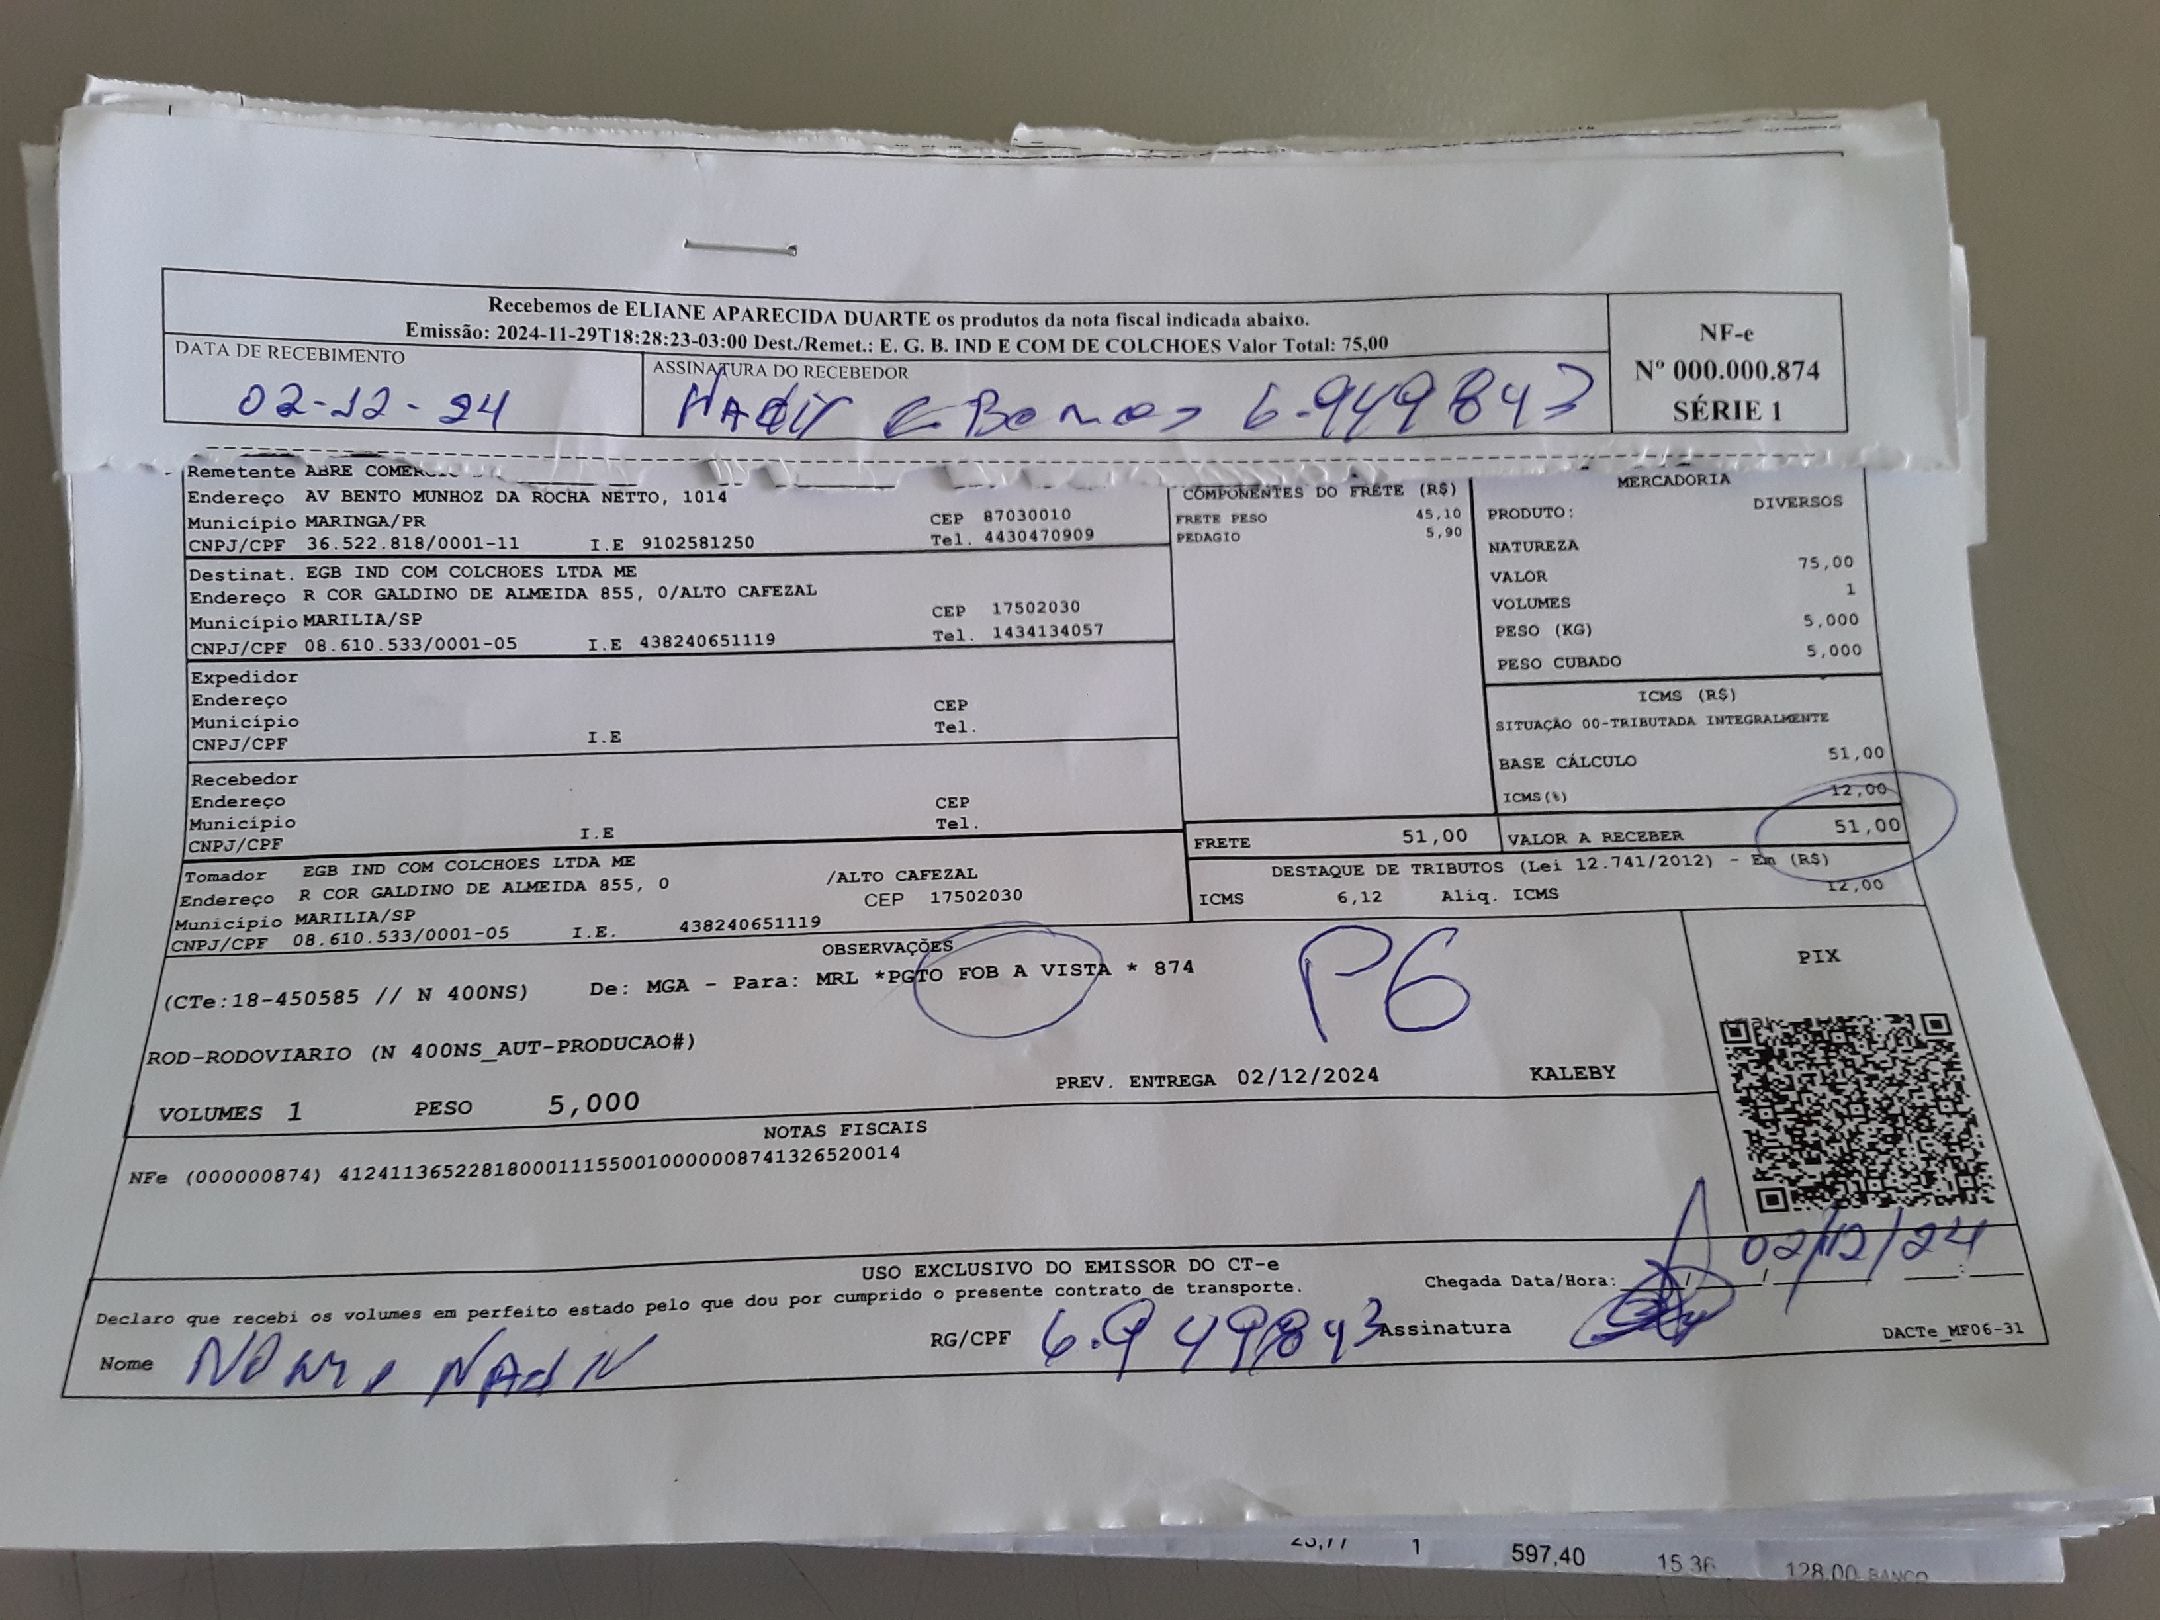 Recebemos de ELIANE APARECIDA DUARTE os produtos da nota fiscal indicada abaixo.
Emissão: 2024-11-29T18:28:23-03:00 Dest./Remet.: E. G. B. IND E COM DE COLCHOES Valor Total: 75,00
NF-e
Nº 000.000.874
SÉRIE 1
DATA DE RECEBIMENTO
02-12-24
ASSINATURA DO RECEBEDOR
Nadir 6.949843
Remetente ABRE
Endereço AV BENTO MUNHOZ DA ROCHA NETTO, 1014
Município MARINGA/PR CEP 87030010
CNPJ/CPF 36.522.818/0001-11 I.E 9102581250 Tel. 4430470909
Destinat. EGB IND COM COLCHOES LTDA ME
Endereço R COR GALDINO DE ALMEIDA 855, 0/ALTO CAFEZAL
Município MARILIA/SP CEP 17502030
CNPJ/CPF 08.610.533/0001-05 I.E 438240651119 Tel. 1434134057
Expedidor
Endereço
Município CEP
CNPJ/CPF I.E Tel.
Recebedor
Endereço
Município CEP
CNPJ/CPF I.E Tel.
Tomador EGB IND COM COLCHOES LTDA ME
Endereço R COR GALDINO DE ALMEIDA 855, 0 /ALTO CAFEZAL
Município MARILIA/SP CEP 17502030
CNPJ/CPF 08.610.533/0001-05 I.E. 438240651119
COMPONENTES DO FRETE (R$)
FRETE PESO 45,10
PEDAGIO 5,90
MERCADORIA
PRODUTO: DIVERSOS
NATUREZA
VALOR 75,00
VOLUMES 1
PESO (KG) 5,000
PESO CUBADO 5,000
ICMS (R$)
SITUAÇÃO 00-TRIBUTADA INTEGRALMENTE
BASE CÁLCULO 51,00
ICMS(%) 12,00
FRETE 51,00 VALOR A RECEBER 51,00
DESTAQUE DE TRIBUTOS (Lei 12.741/2012) - Em (R$)
ICMS 6,12 Aliq. ICMS 12,00
OBSERVAÇÕES
(CTe:18-450585 // N 400NS) De: MGA - Para: MRL *PGTO FOB A VISTA * 874
PG
PIX
ROD-RODOVIARIO (N 400NS_AUT-PRODUCAO#)
PREV. ENTREGA 02/12/2024 KALEBY
VOLUMES 1 PESO 5,000
NOTAS FISCAIS
NFe (000000874) 41241136522818000111550010000008741326520014
USO EXCLUSIVO DO EMISSOR DO CT-e
Declaro que recebi os volumes em perfeito estado pelo que dou por cumprido o presente contrato de transporte.
Chegada Data/Hora: 02/12/24
Nome Nadir RG/CPF 6.949843 Assinatura
DACTe_MF06-31
1 597,40 15 36 128,00 BANCO